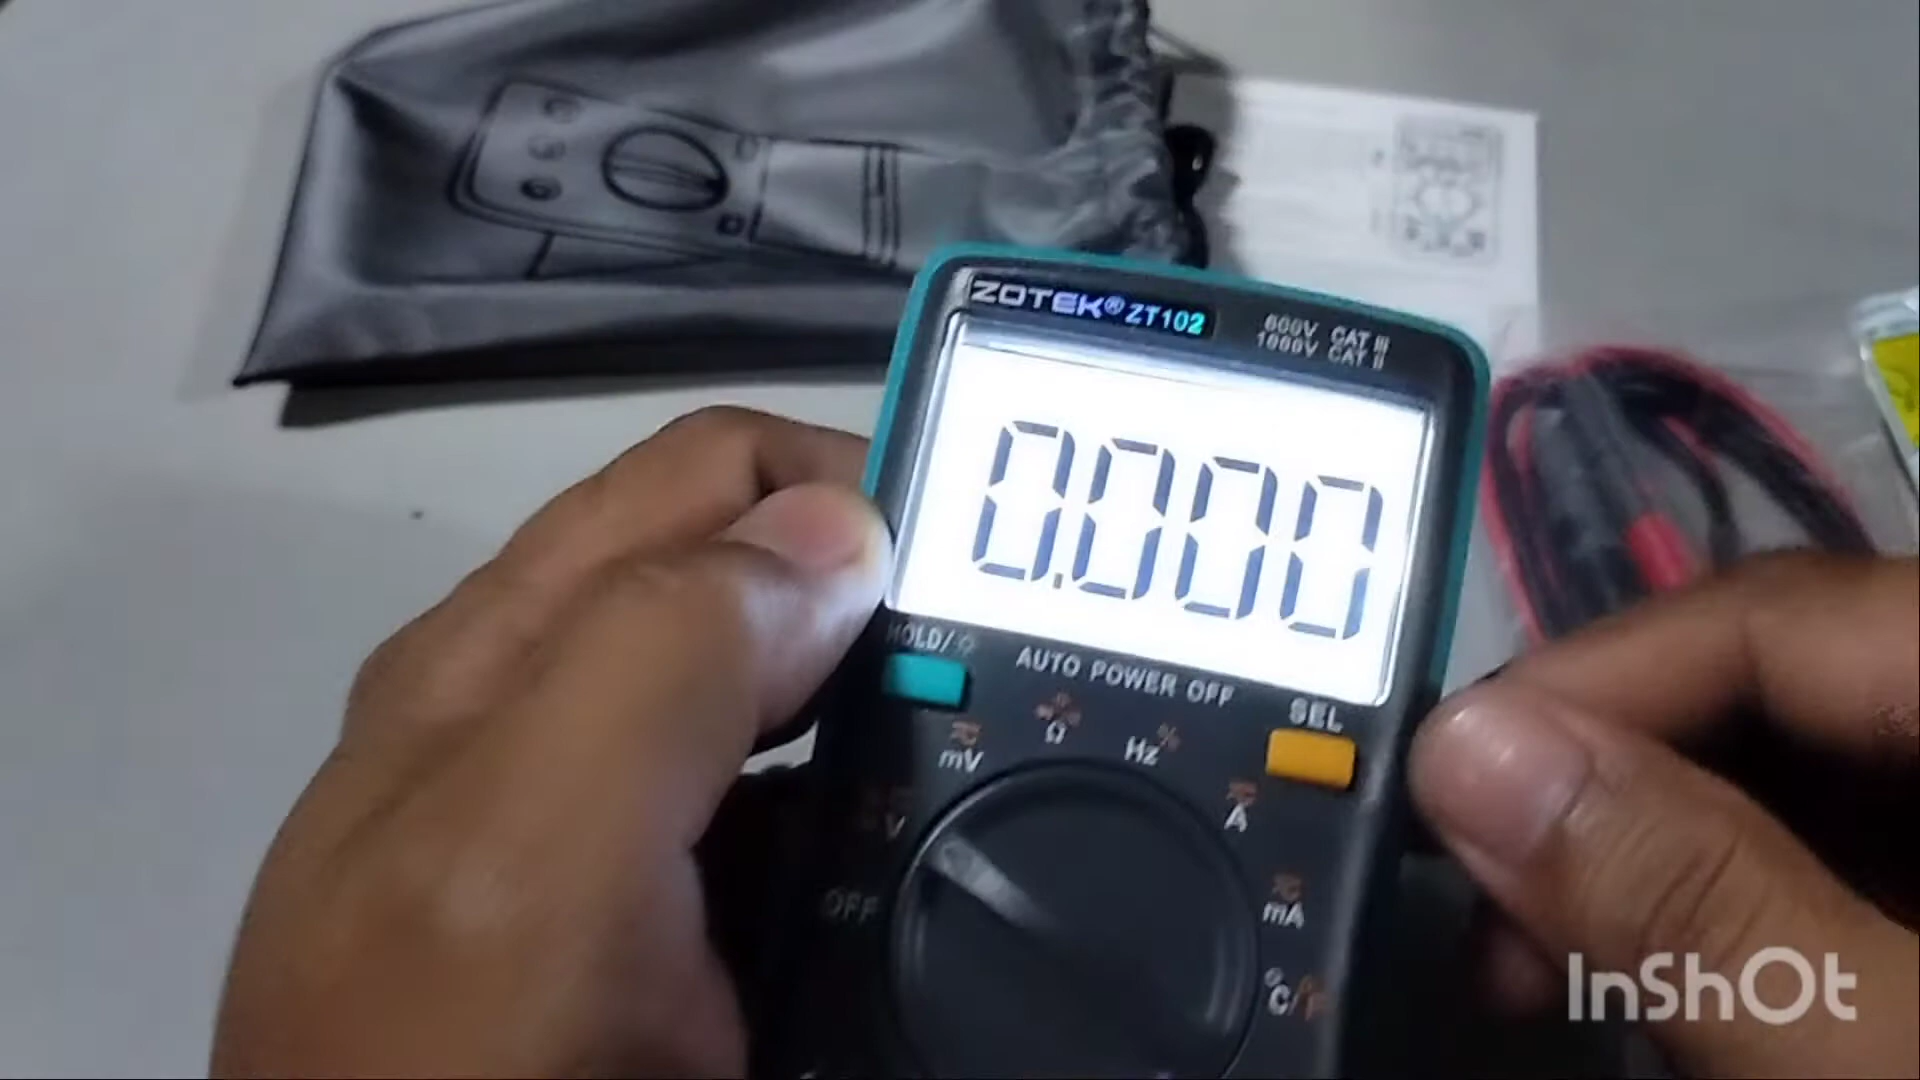 ZOTEK® ZT102
600V CAT III
1000V CAT II
0.000
HOLD/
AUTO POWER OFF
SEL
mV
Ω
Hz %
V
A
OFF
mA
°C/°F
InShOt